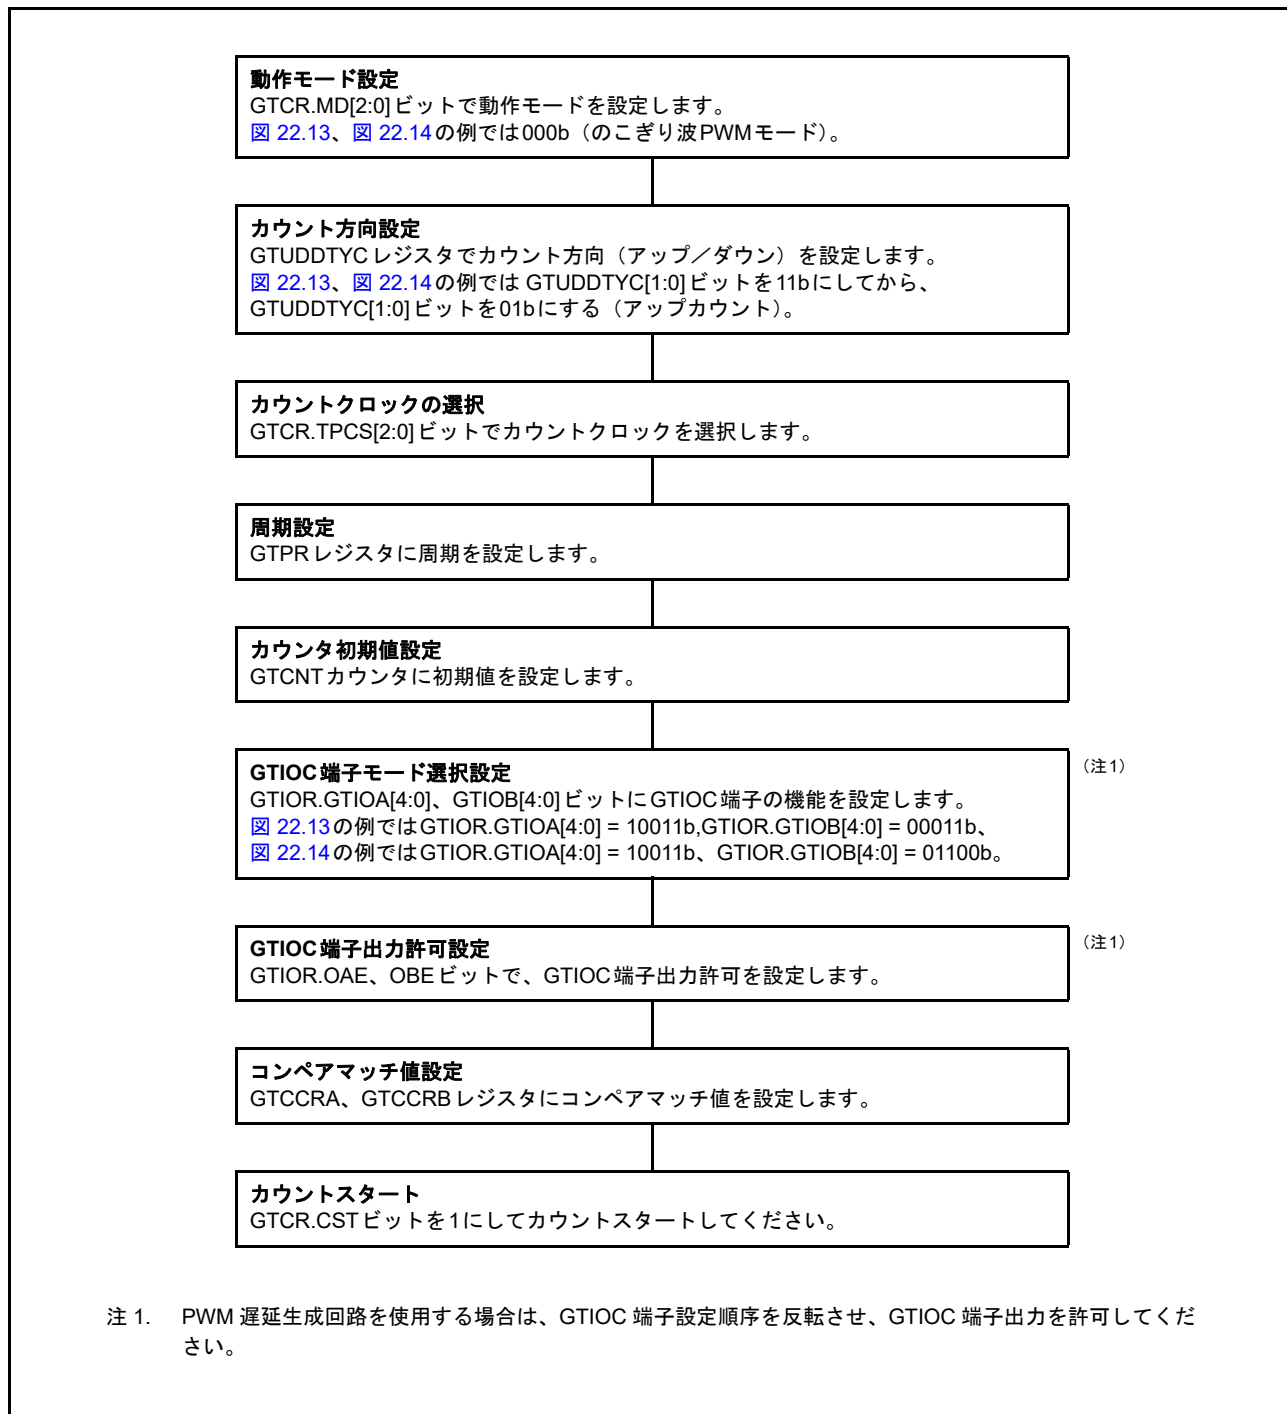 動作モード設定
GTCR.MD[2:0]ビットで動作モードを設定します。
図 22.13、図 22.14の例では000b（のこぎり波PWMモード）。
カウント方向設定
GTUDDTYCレジスタでカウント方向（アップ／ダウン）を設定します。
図 22.13、図 22.14の例では GTUDDTYC[1:0]ビットを11bにしてから、
GTUDDTYC[1:0]ビットを01bにする（アップカウント）。
カウントクロックの選択
GTCR.TPCS[2:0]ビットでカウントクロックを選択します。
周期設定
GTPRレジスタに周期を設定します。
カウンタ初期値設定
GTCNTカウンタに初期値を設定します。
GTIOC端子モード選択設定
（注1）
GTIOR.GTIOA[4:0]、GTIOB[4:0]ビットにGTIOC端子の機能を設定します。
図 22.13の例ではGTIOR.GTIOA[4:0] = 10011b,GTIOR.GTIOB[4:0] = 00011b、
図 22.14の例ではGTIOR.GTIOA[4:0] = 10011b、GTIOR.GTIOB[4:0] = 01100b。
GTIOC端子出力許可設定
（注1）
GTIOR.OAE、OBEビットで、GTIOC端子出力許可を設定します。
コンペアマッチ値設定
GTCCRA、GTCCRBレジスタにコンペアマッチ値を設定します。
カウントスタート
GTCR.CSTビットを1にしてカウントスタートしてください。
注 1. PWM 遅延生成回路を使用する場合は、GTIOC 端子設定順序を反転させ、GTIOC 端子出力を許可してくだ
さい。